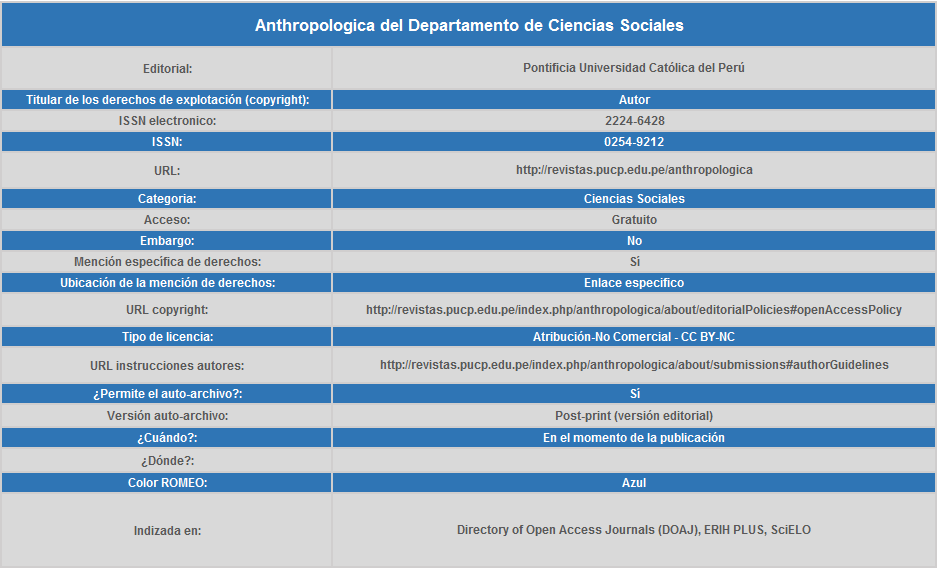 Anthropologica del Departamento de Ciencias Sociales
Editorial: Pontificia Universidad Católica del Perú
Titular de los derechos de explotación (copyright): Autor
ISSN electronico: 2224-6428
ISSN: 0254-9212
URL: http://revistas.pucp.edu.pe/anthropologica
Categoria: Ciencias Sociales
Acceso: Gratuito
Embargo: No
Mención especifica de derechos: Sí
Ubicación de la mención de derechos: Enlace especifico
URL copyright: http://revistas.pucp.edu.pe/index.php/anthropologica/about/editorialPolicies#openAccessPolicy
Tipo de licencia: Atribución-No Comercial - CC BY-NC
URL instrucciones autores: http://revistas.pucp.edu.pe/index.php/anthropologica/about/submissions#authorGuidelines
¿Permite el auto-archivo?: Sí
Versión auto-archivo: Post-print (versión editorial)
¿Cuándo?: En el momento de la publicación
¿Dónde?:
Color ROMEO: Azul
Indizada en: Directory of Open Access Journals (DOAJ), ERIH PLUS, SciELO